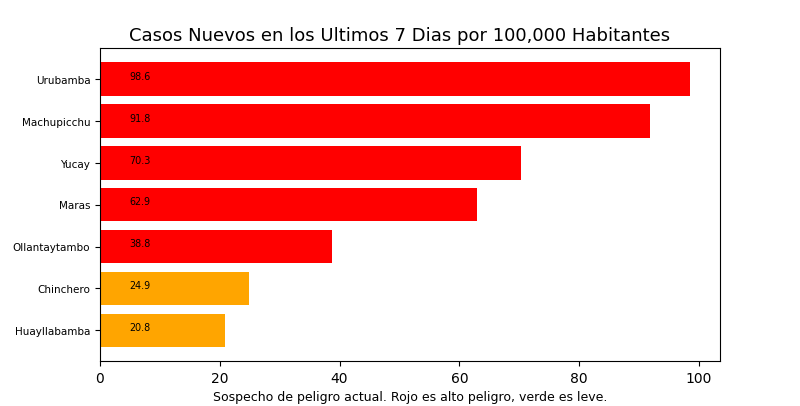 Casos Nuevos en los Ultimos 7 Dias por 100,000 Habitantes
Urubamba 98.6
Machupicchu 91.8
Yucay 70.3
Maras 62.9
Ollantaytambo 38.8
Chinchero 24.9
Huayllabamba 20.8
0 20 40 60 80 100
Sospecho de peligro actual. Rojo es alto peligro, verde es leve.